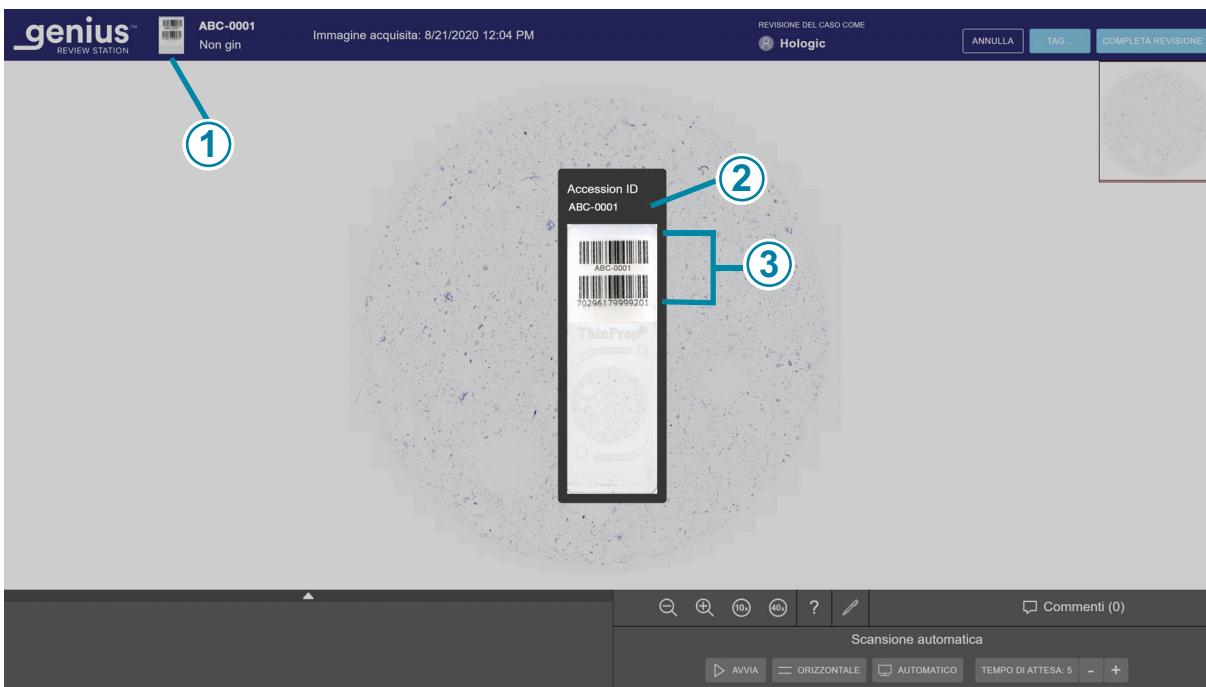 genius™
REVIEW STATION
ABC-0001
Non gin
Immagine acquisita: 8/21/2020 12:04 PM
REVISIONE DEL CASO COME
Hologic
ANNULLA
TAG...
COMPLETA REVISIONE
1
2
Accession ID
ABC-0001
3
ABC-0001
70296179999201
ThinPrep®
10x
40x
?
Commenti (0)
Scansione automatica
AVVIA
ORIZZONTALE
AUTOMATICO
TEMPO DI ATTESA: 5 - +